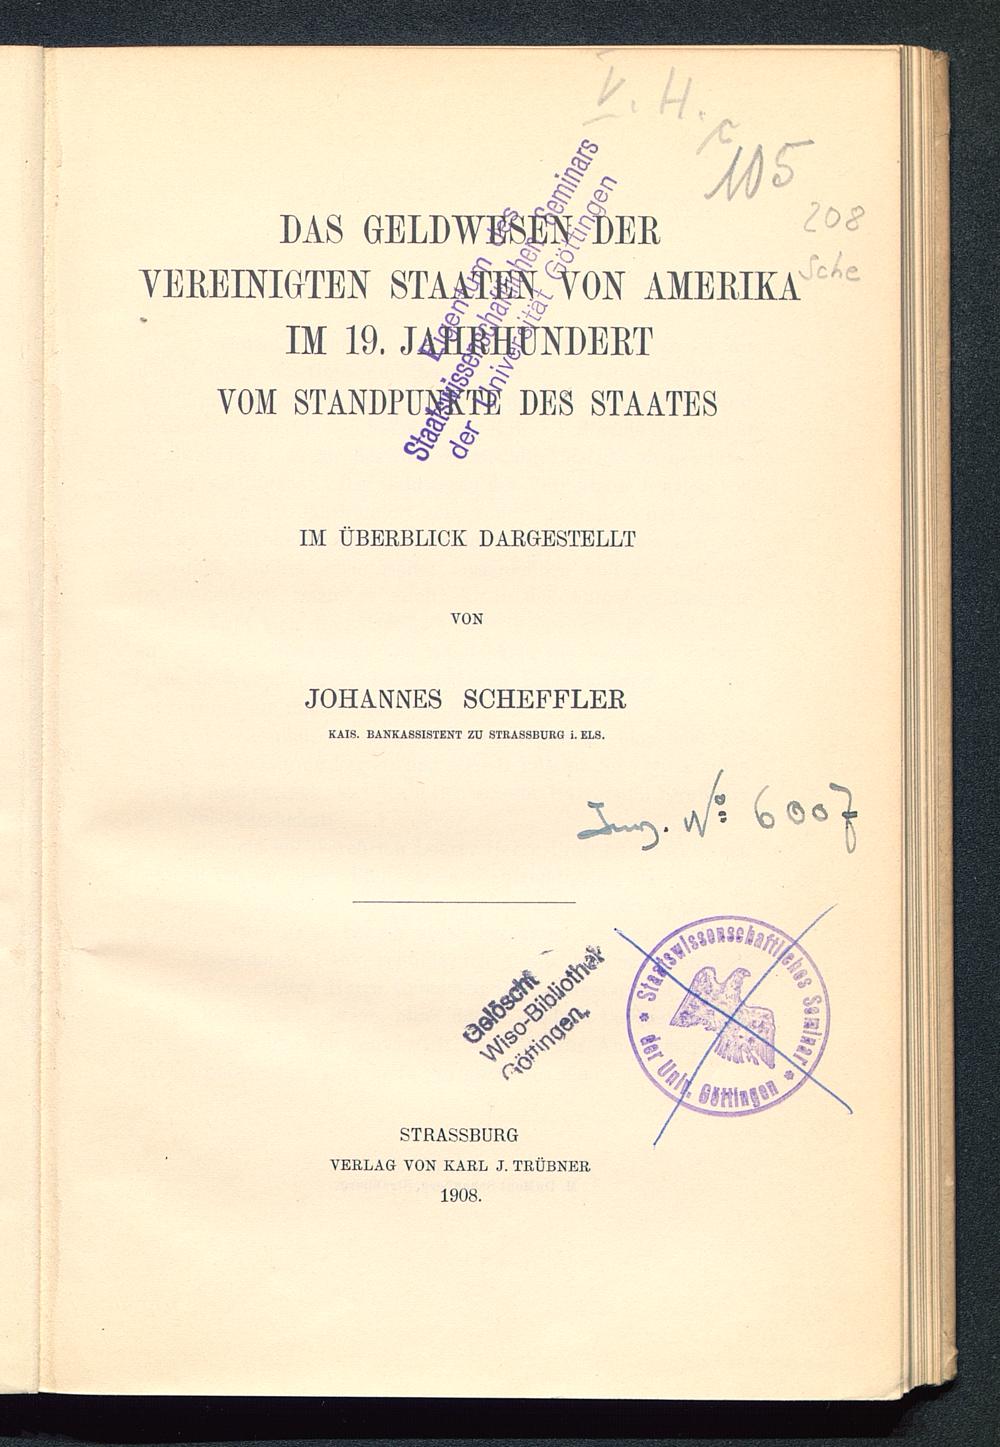 V. H.
c
105
208
Sche
DAS GELDWESEN DER
VEREINIGTEN STAATEN VON AMERIKA
IM 19. JAHRHUNDERT
VOM STANDPUNKTE DES STAATES
Eigentum des
Staatswissenschaftlichen Seminars
der Universität Göttingen
IM ÜBERBLICK DARGESTELLT
VON
JOHANNES SCHEFFLER
KAIS. BANKASSISTENT ZU STRASSBURG i. ELS.
No 6007
Gelöscht
Wiso-Bibliothek
Göttingen
* Staatswissenschaftliches Seminar *
der Univ. Göttingen
STRASSBURG
VERLAG VON KARL J. TRÜBNER
1908.